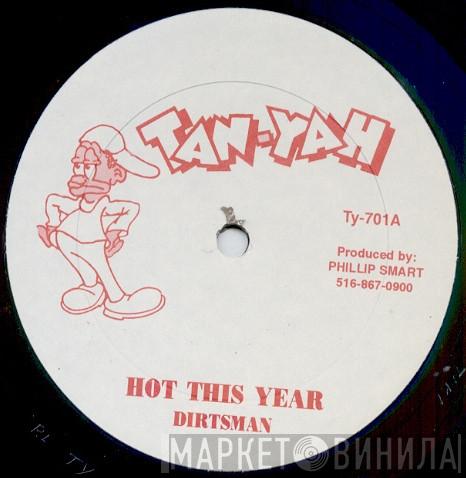 TAN-YAH
Ty-701A
Produced by:
PHILLIP SMART
516-867-0900
HOT THIS YEAR
DIRTSMAN
МАРКЕТ ВИНИЛА